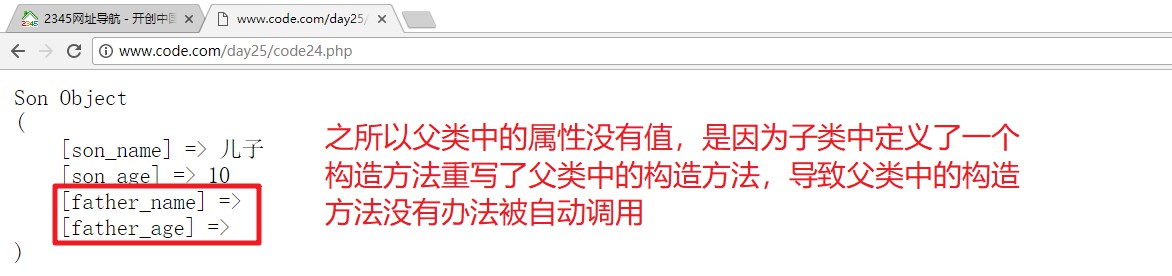 2345网址导航 - 开创中国
www.code.com/day25/
www.code.com/day25/code24.php
Son Object
(
[son_name] => 儿子
[son_age] => 10
[father_name] =>
[father_age] =>
)
之所以父类中的属性没有值，是因为子类中定义了一个
构造方法重写了父类中的构造方法，导致父类中的构造
方法没有办法被自动调用